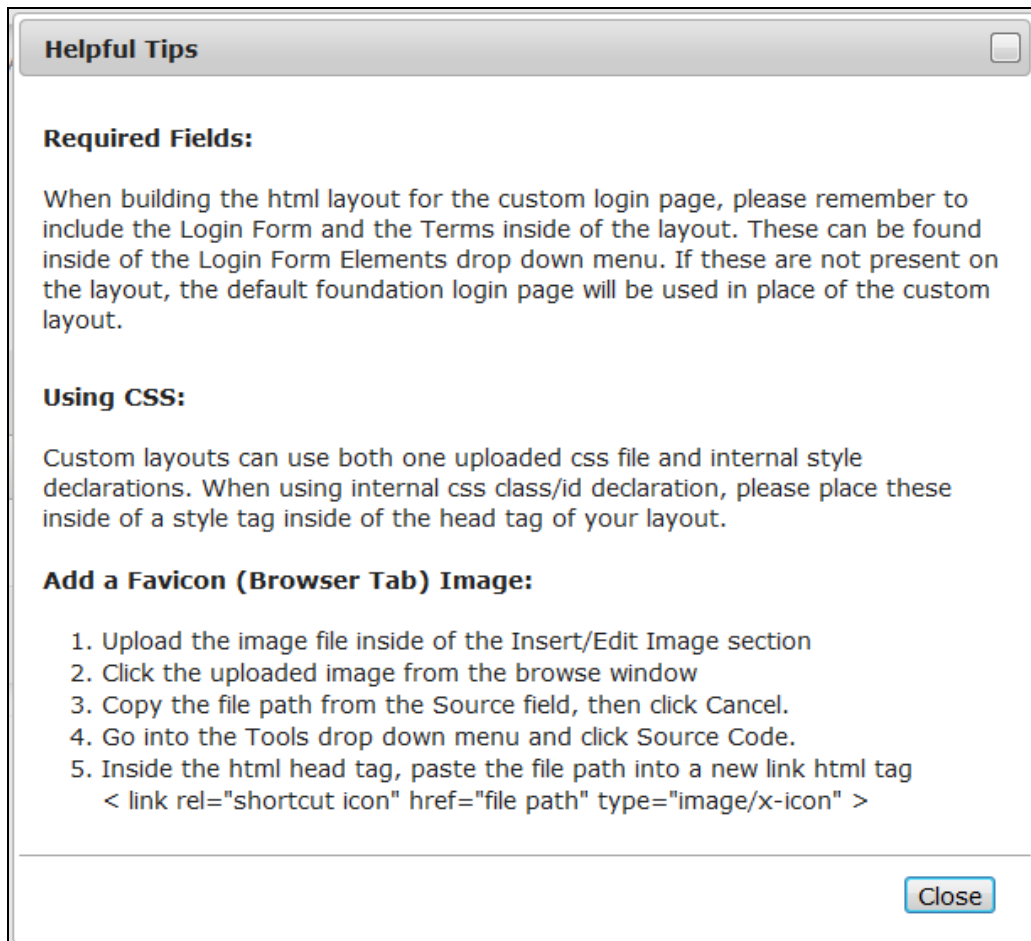 Helpful Tips
Required Fields:
When building the html layout for the custom login page, please remember to
include the Login Form and the Terms inside of the layout. These can be found
inside of the Login Form Elements drop down menu. If these are not present on
the layout, the default foundation login page will be used in place of the custom
layout.
Using CSS:
Custom layouts can use both one uploaded css file and internal style
declarations. When using internal css class/id declaration, please place these
inside of a style tag inside of the head tag of your layout.
Add a Favicon (Browser Tab) Image:
1. Upload the image file inside of the Insert/Edit Image section
2. Click the uploaded image from the browse window
3. Copy the file path from the Source field, then click Cancel.
4. Go into the Tools drop down menu and click Source Code.
5. Inside the html head tag, paste the file path into a new link html tag
< link rel="shortcut icon" href="file path" type="image/x-icon" >
Close